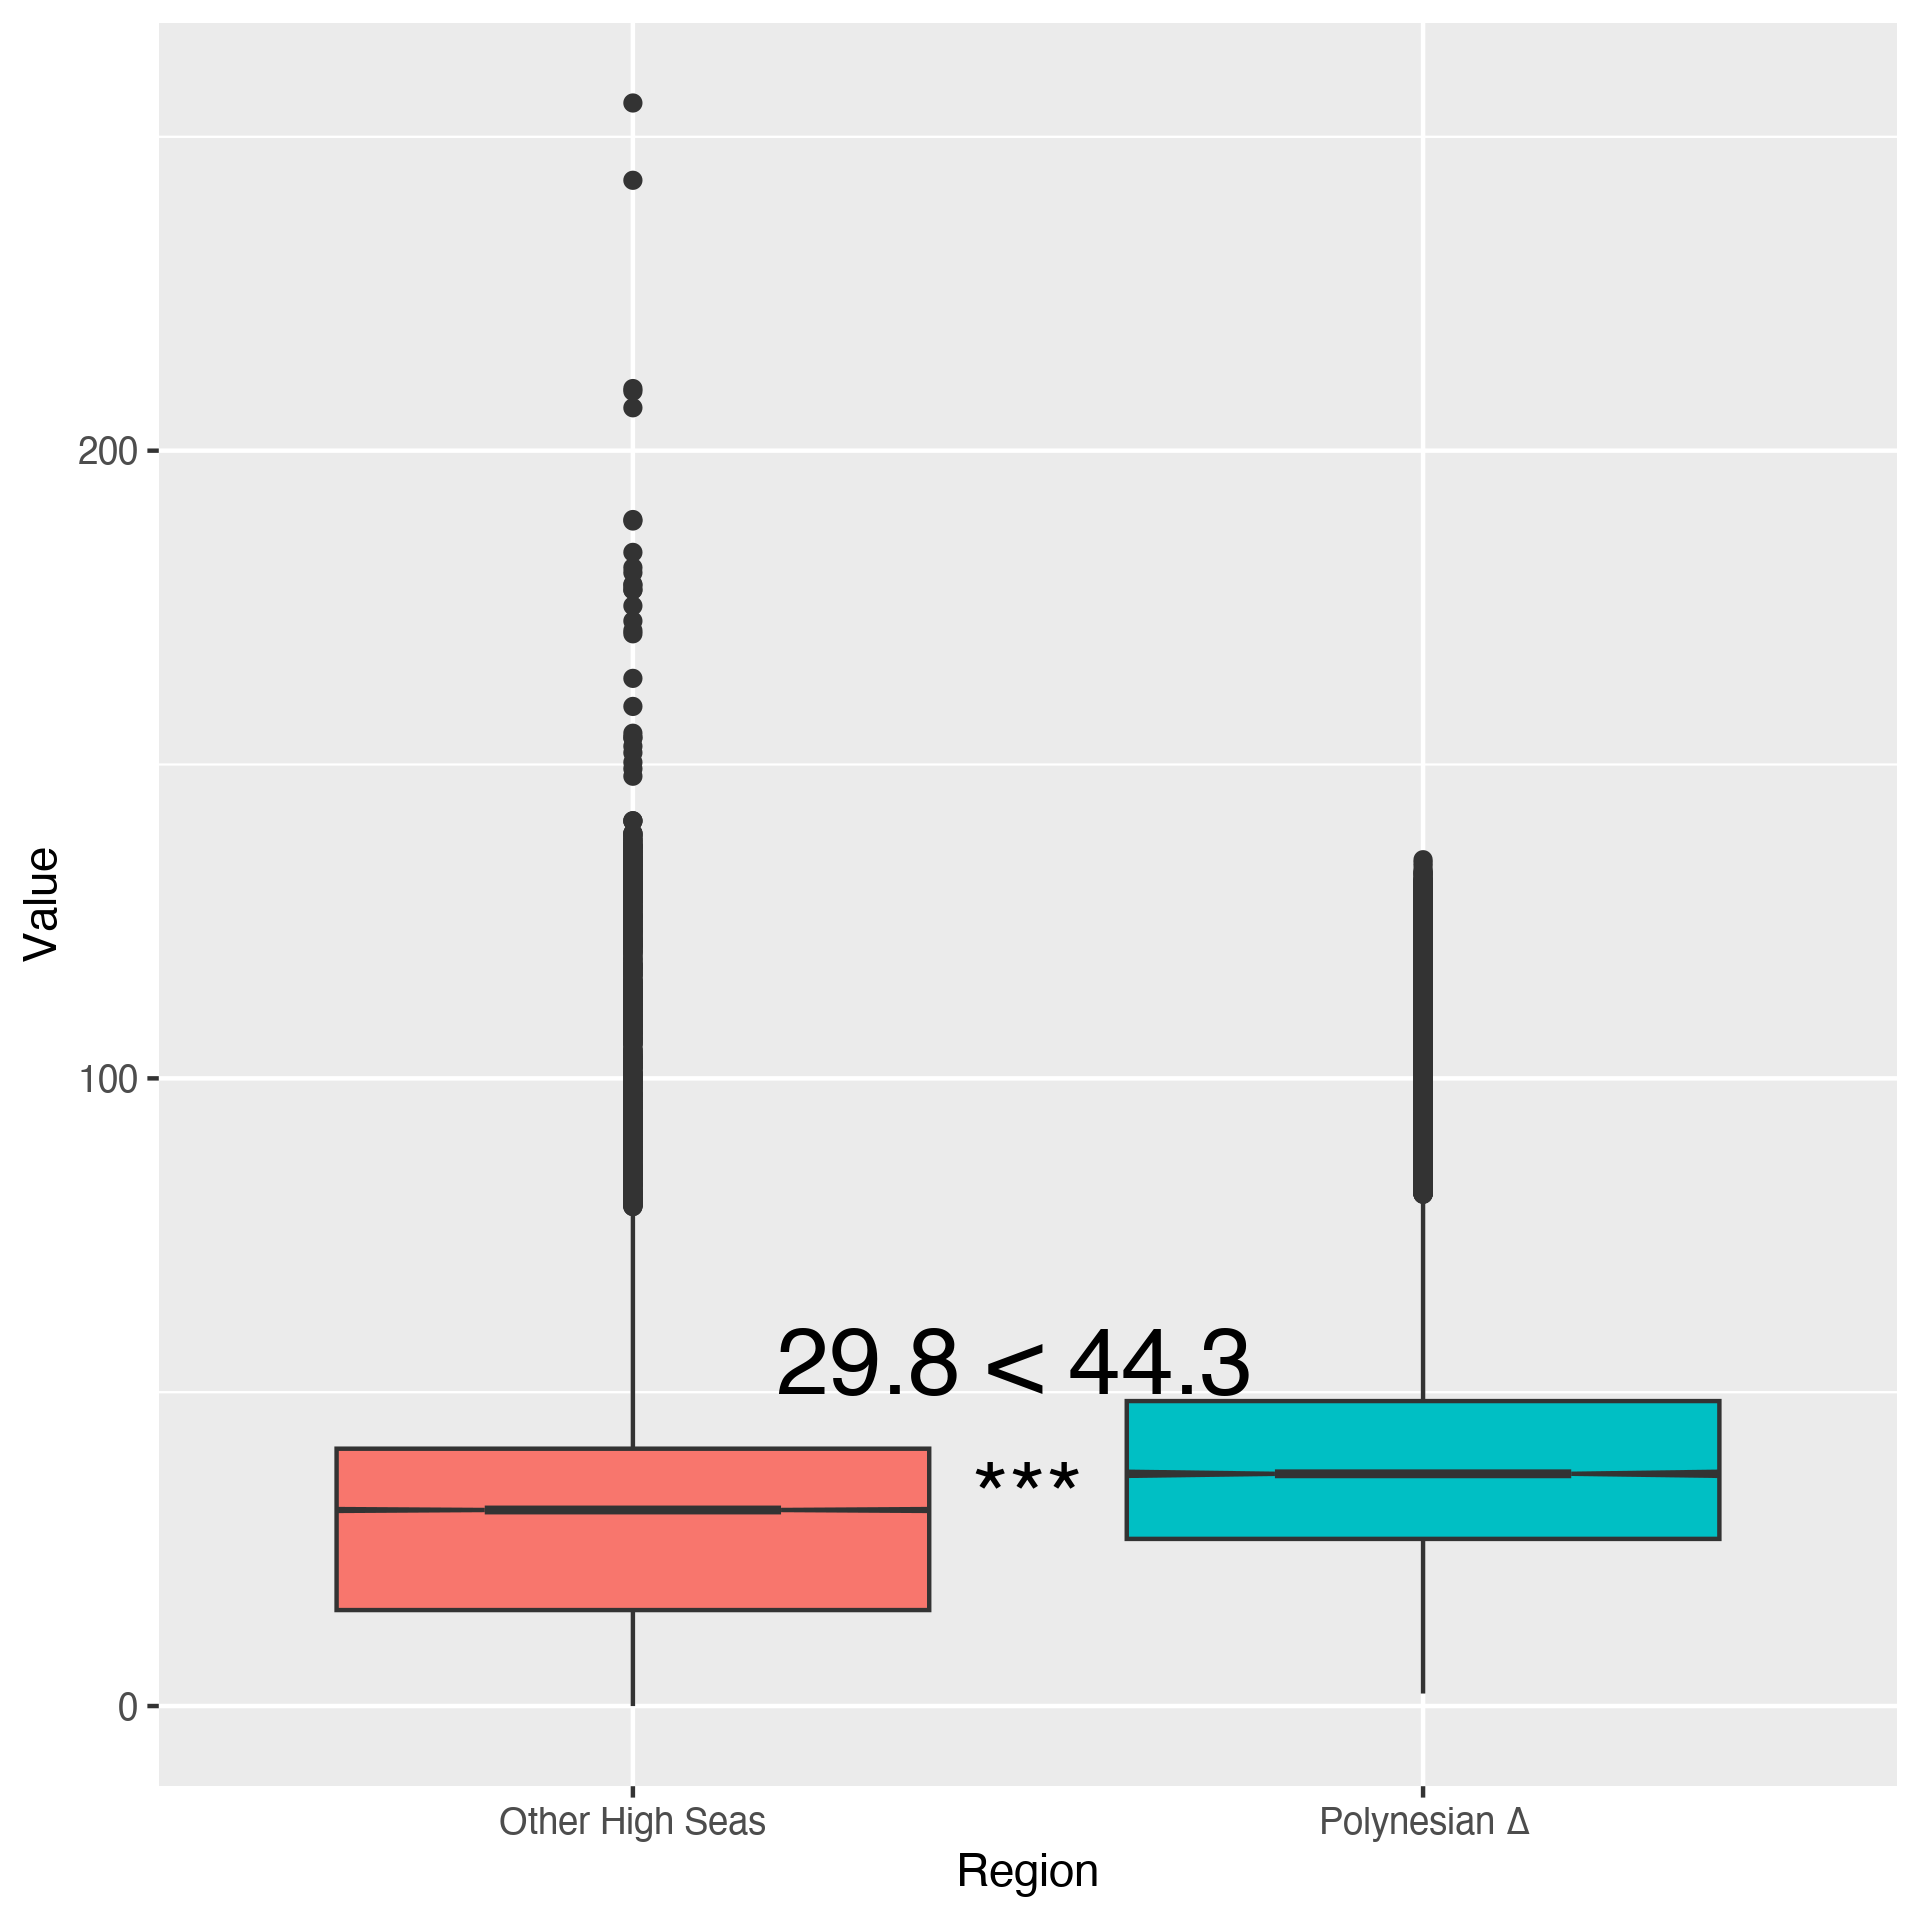 200
100
0
Value
29.8 < 44.3
***
Other High Seas
Polynesian Δ
Region